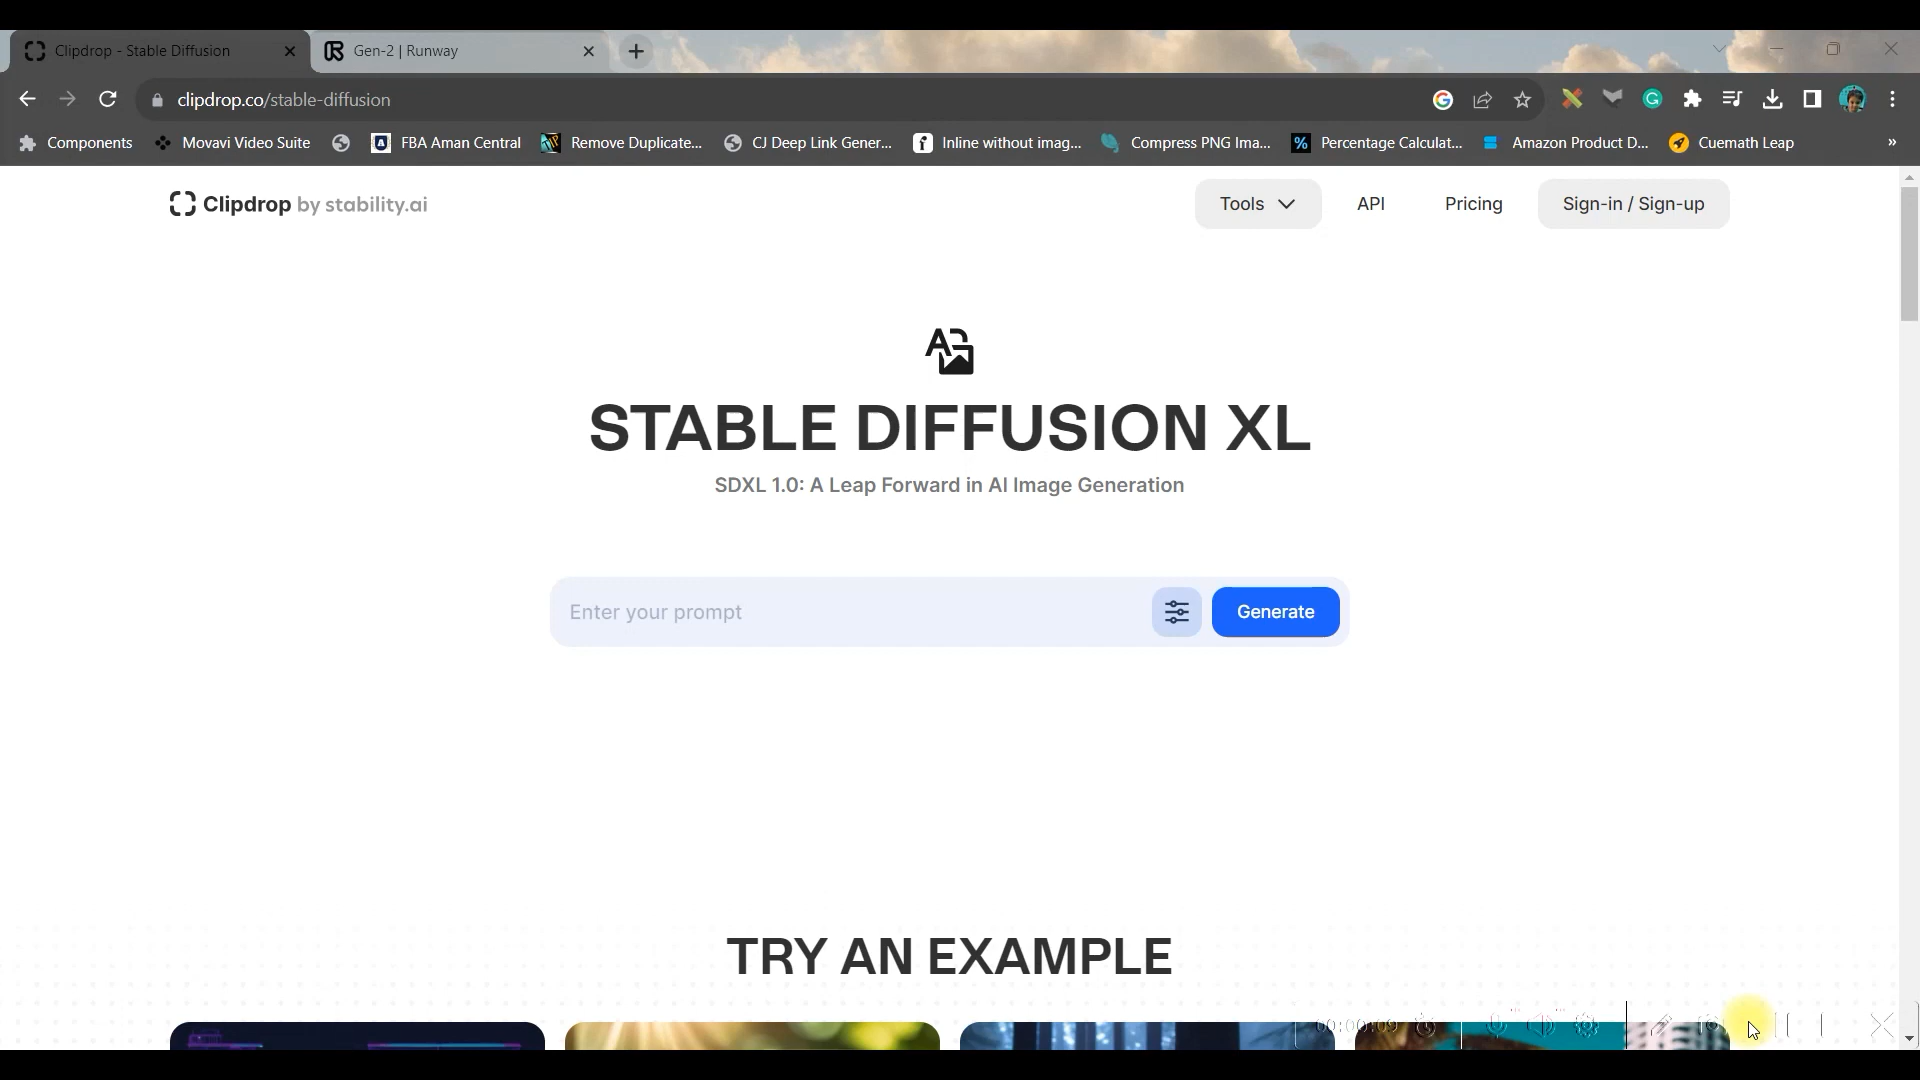 Clipdrop - Stable Diffusion
Gen-2 | Runway
clipdrop.co/stable-diffusion
Components
Movavi Video Suite
FBA Aman Central
Remove Duplicate...
CJ Deep Link Gener...
Inline without imag...
Compress PNG Ima...
Percentage Calculat...
Amazon Product D...
Cuemath Leap
»
Clipdrop by stability.ai
Tools
API
Pricing
Sign-in / Sign-up
STABLE DIFFUSION XL
SDXL 1.0: A Leap Forward in AI Image Generation
Enter your prompt
Generate
TRY AN EXAMPLE
00:00:09